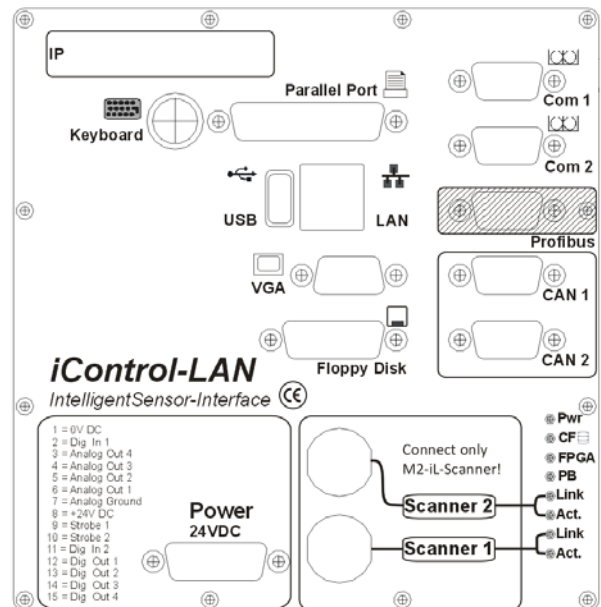 IP
Parallel Port
Com 1
Keyboard
Com 2
USB
LAN
Profibus
VGA
CAN 1
Floppy Disk
CAN 2
iControl-LAN
IntelligentSensor-Interface CE
1 = 0V DC
2 = Dig In 1
3 = Analog Out 4
4 = Analog Out 3
5 = Analog Out 2
6 = Analog Out 1
7 = Analog Ground
8 = +24V DC
9 = Strobe 1
10 = Strobe 2
11 = Dig In 2
12 = Dig Out 1
13 = Dig Out 2
14 = Dig Out 3
15 = Dig Out 4
Power
24VDC
Connect only
M2-iL-Scanner!
Scanner 2
Scanner 1
Pwr
CF
FPGA
PB
Link
Act.
Link
Act.